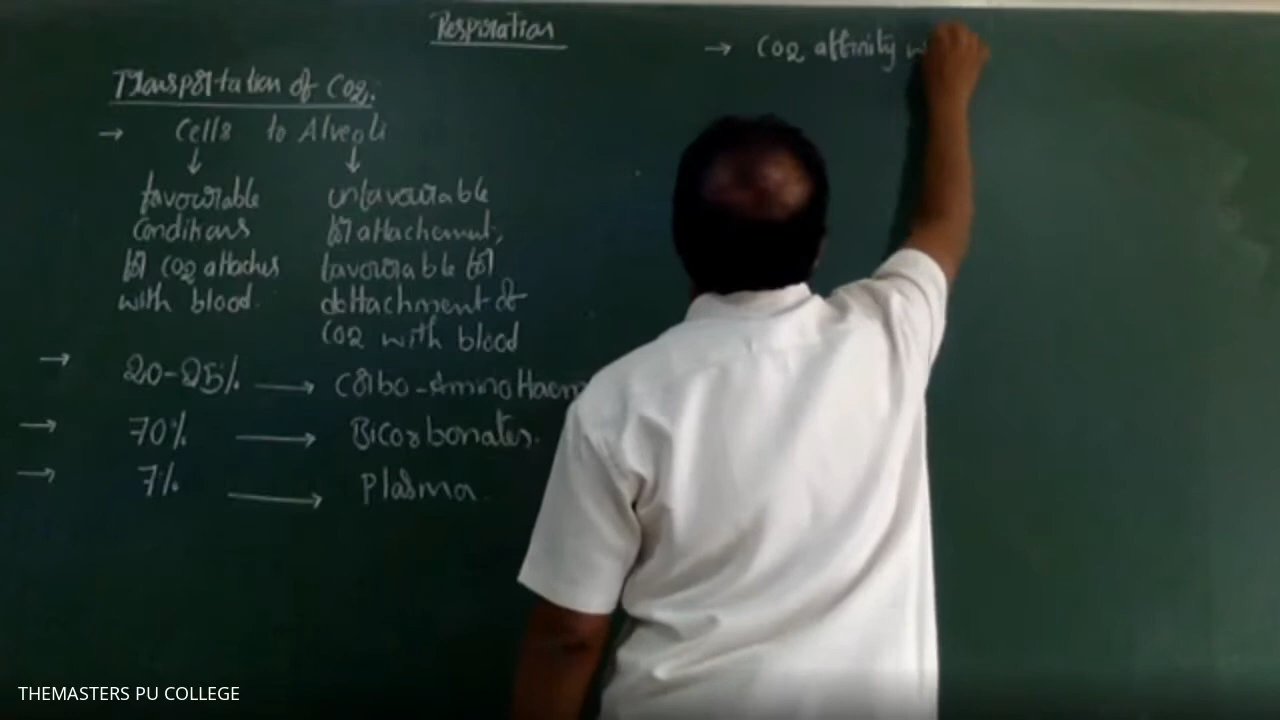 Respiration
→ CO2 affinity w
Transportation of CO2.
→ Cells to Alveoli
↓ ↓
favourable
conditions
for CO2 attaches
with blood.
unfavourable
for attachment,
favourable for
dettachment of
CO2 with blood
→ 20-25% → Carbo-Amino Haem
→ 70% → Bicarbonates.
→ 7% → Plasma.
THEMASTERS PU COLLEGE